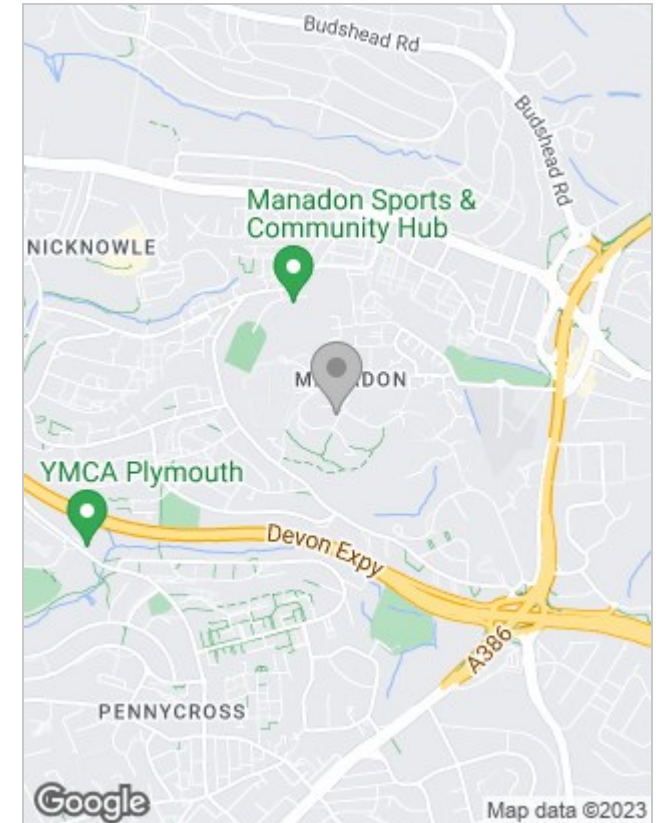 Budshead Rd
Budshead Rd
Manadon Sports &
Community Hub
NICKNOWLE
YMCA Plymouth
Devon Expy
A386
PENNYCROSS
Google
Map data ©2023